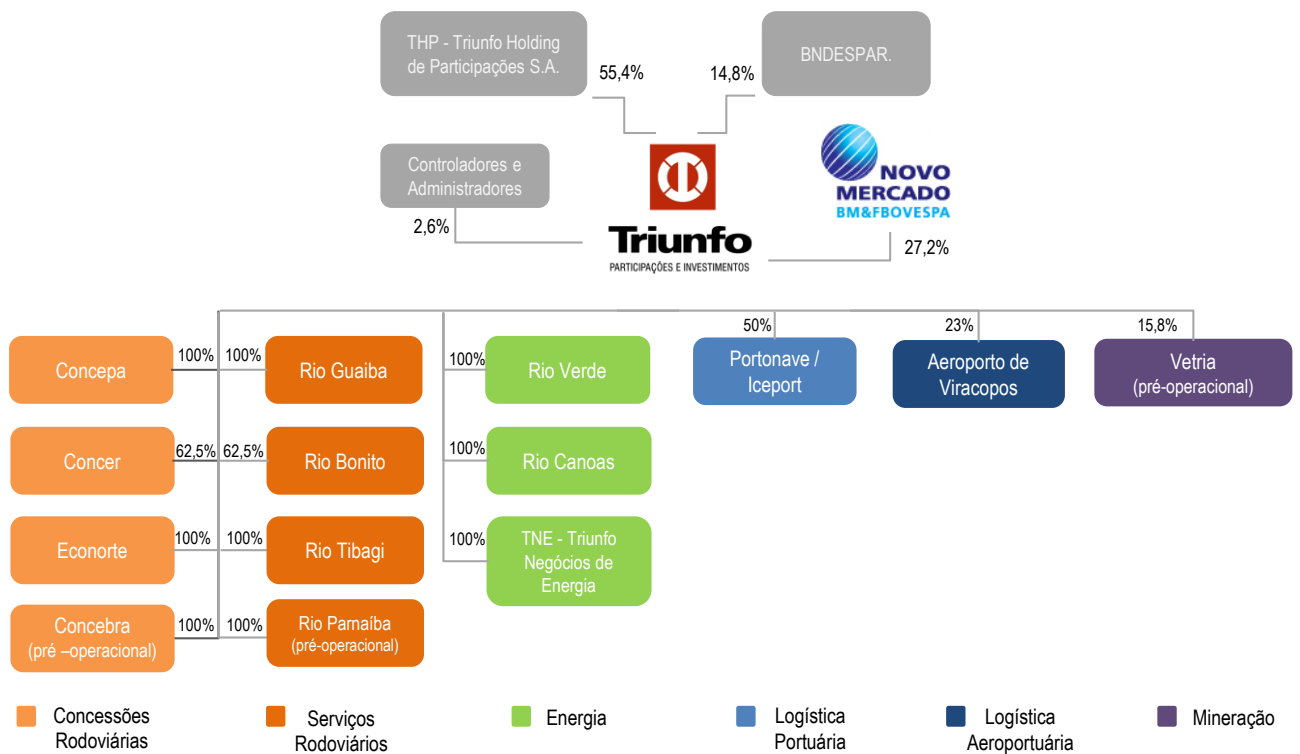 THP - Triunfo Holding
de Participações S.A.
55,4%
14,8%
BNDESPAR.
Controladores e
Administradores
2,6%
Triunfo
PARTICIPAÇÕES E INVESTIMENTOS
NOVO
MERCADO
BM&FBOVESPA
27,2%
50%
23%
15,8%
Concepa
100%
100%
Rio Guaiba
100%
Rio Verde
Portonave /
Iceport
Aeroporto de
Viracopos
Vetria
(pré-operacional)
Concer
62,5%
62,5%
Rio Bonito
100%
Rio Canoas
Econorte
100%
100%
Rio Tibagi
100%
TNE - Triunfo
Negócios de
Energia
Concebra
(pré –operacional)
100%
100%
Rio Parnaíba
(pré-operacional)
Concessões
Rodoviárias
Serviços
Rodoviários
Energia
Logística
Portuária
Logística
Aeroportuária
Mineração